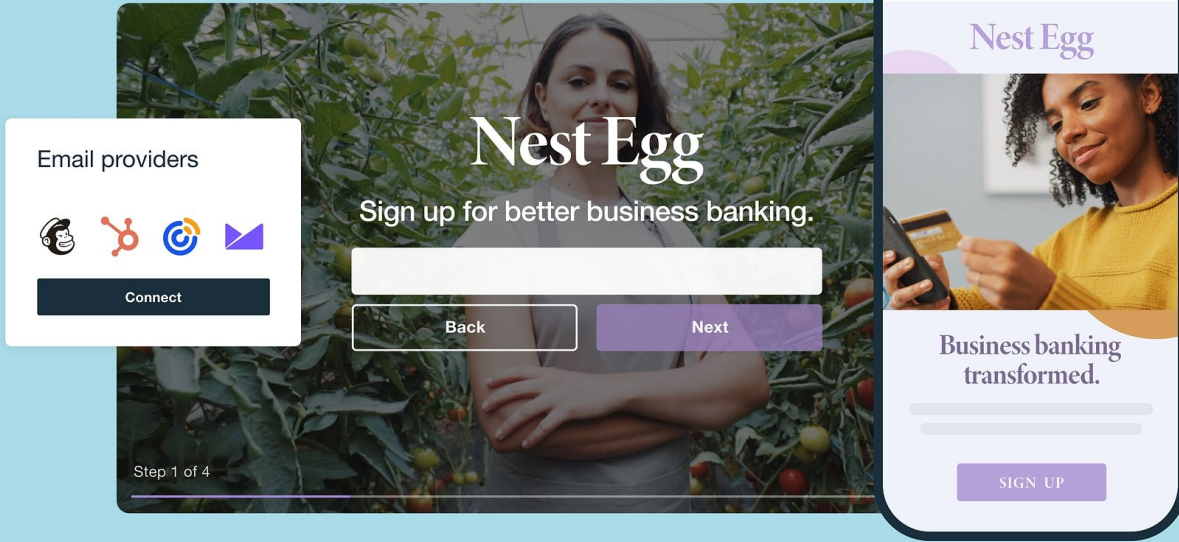 Email providers
Connect
Nest Egg
Sign up for better business banking.
Back
Next
Step 1 of 4
Nest Egg
Business banking
transformed.
SIGN UP